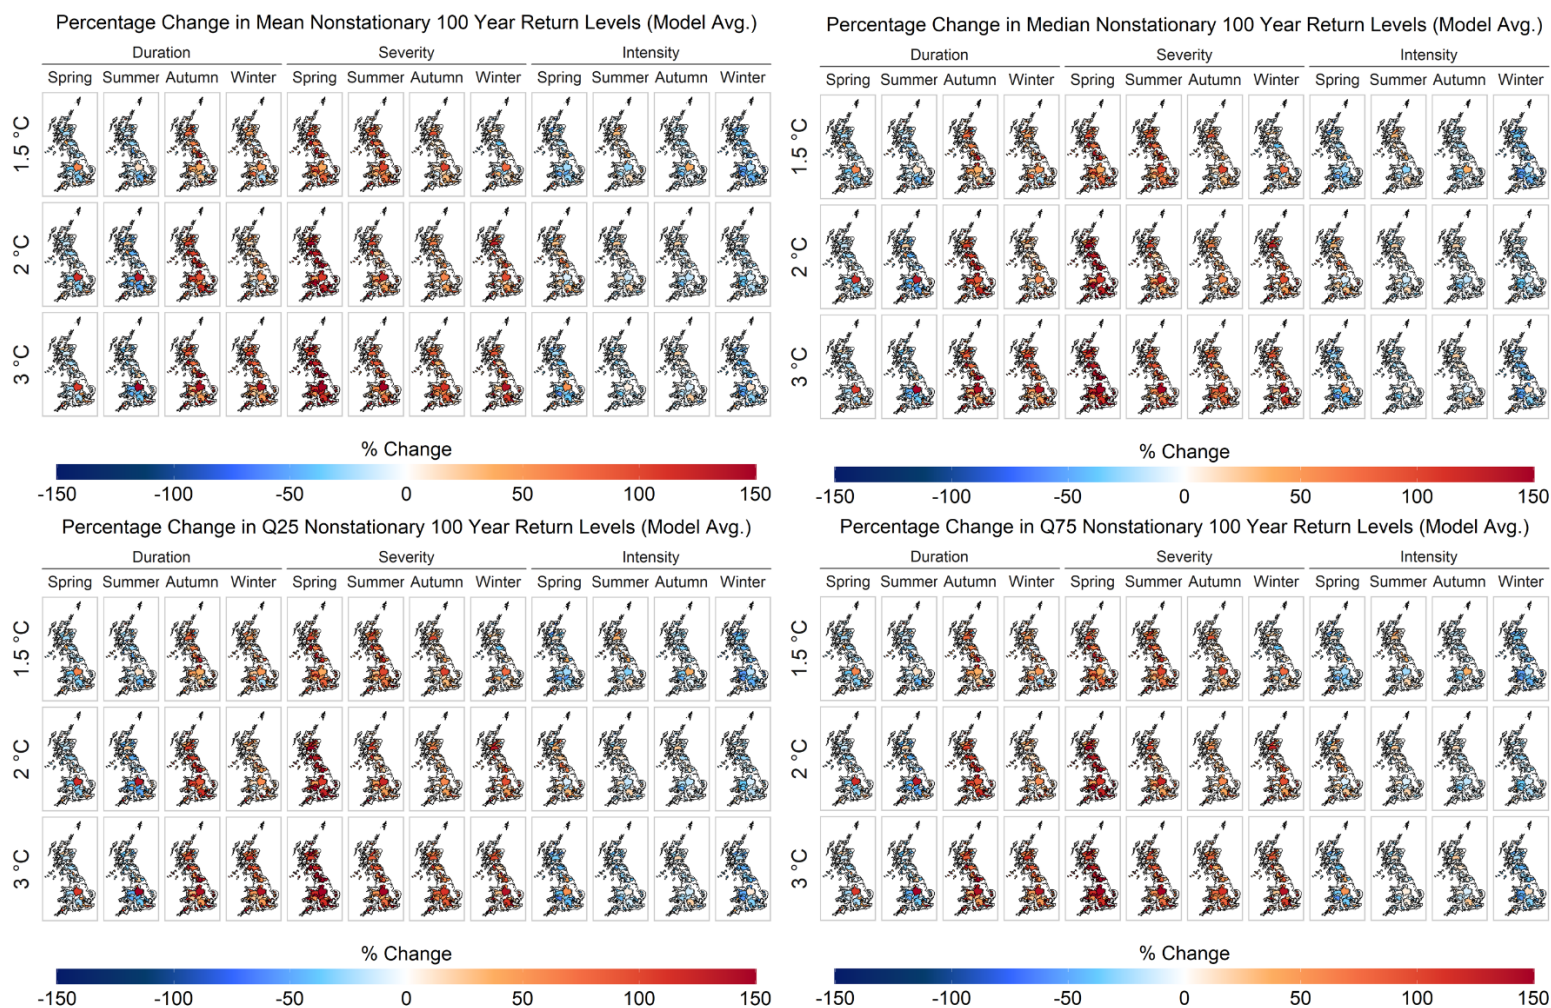 Percentage Change in Mean Nonstationary 100 Year Return Levels (Model Avg.)
Duration Severity Intensity
Spring Summer Autumn Winter Spring Summer Autumn Winter Spring Summer Autumn Winter
1.5 °C
2 °C
3 °C
% Change
-150 -100 -50 0 50 100 150
Percentage Change in Median Nonstationary 100 Year Return Levels (Model Avg.)
Duration Severity Intensity
Spring Summer Autumn Winter Spring Summer Autumn Winter Spring Summer Autumn Winter
1.5 °C
2 °C
3 °C
% Change
-150 -100 -50 0 50 100 150
Percentage Change in Q25 Nonstationary 100 Year Return Levels (Model Avg.)
Duration Severity Intensity
Spring Summer Autumn Winter Spring Summer Autumn Winter Spring Summer Autumn Winter
1.5 °C
2 °C
3 °C
% Change
-150 -100 -50 0 50 100 150
Percentage Change in Q75 Nonstationary 100 Year Return Levels (Model Avg.)
Duration Severity Intensity
Spring Summer Autumn Winter Spring Summer Autumn Winter Spring Summer Autumn Winter
1.5 °C
2 °C
3 °C
% Change
-150 -100 -50 0 50 100 150